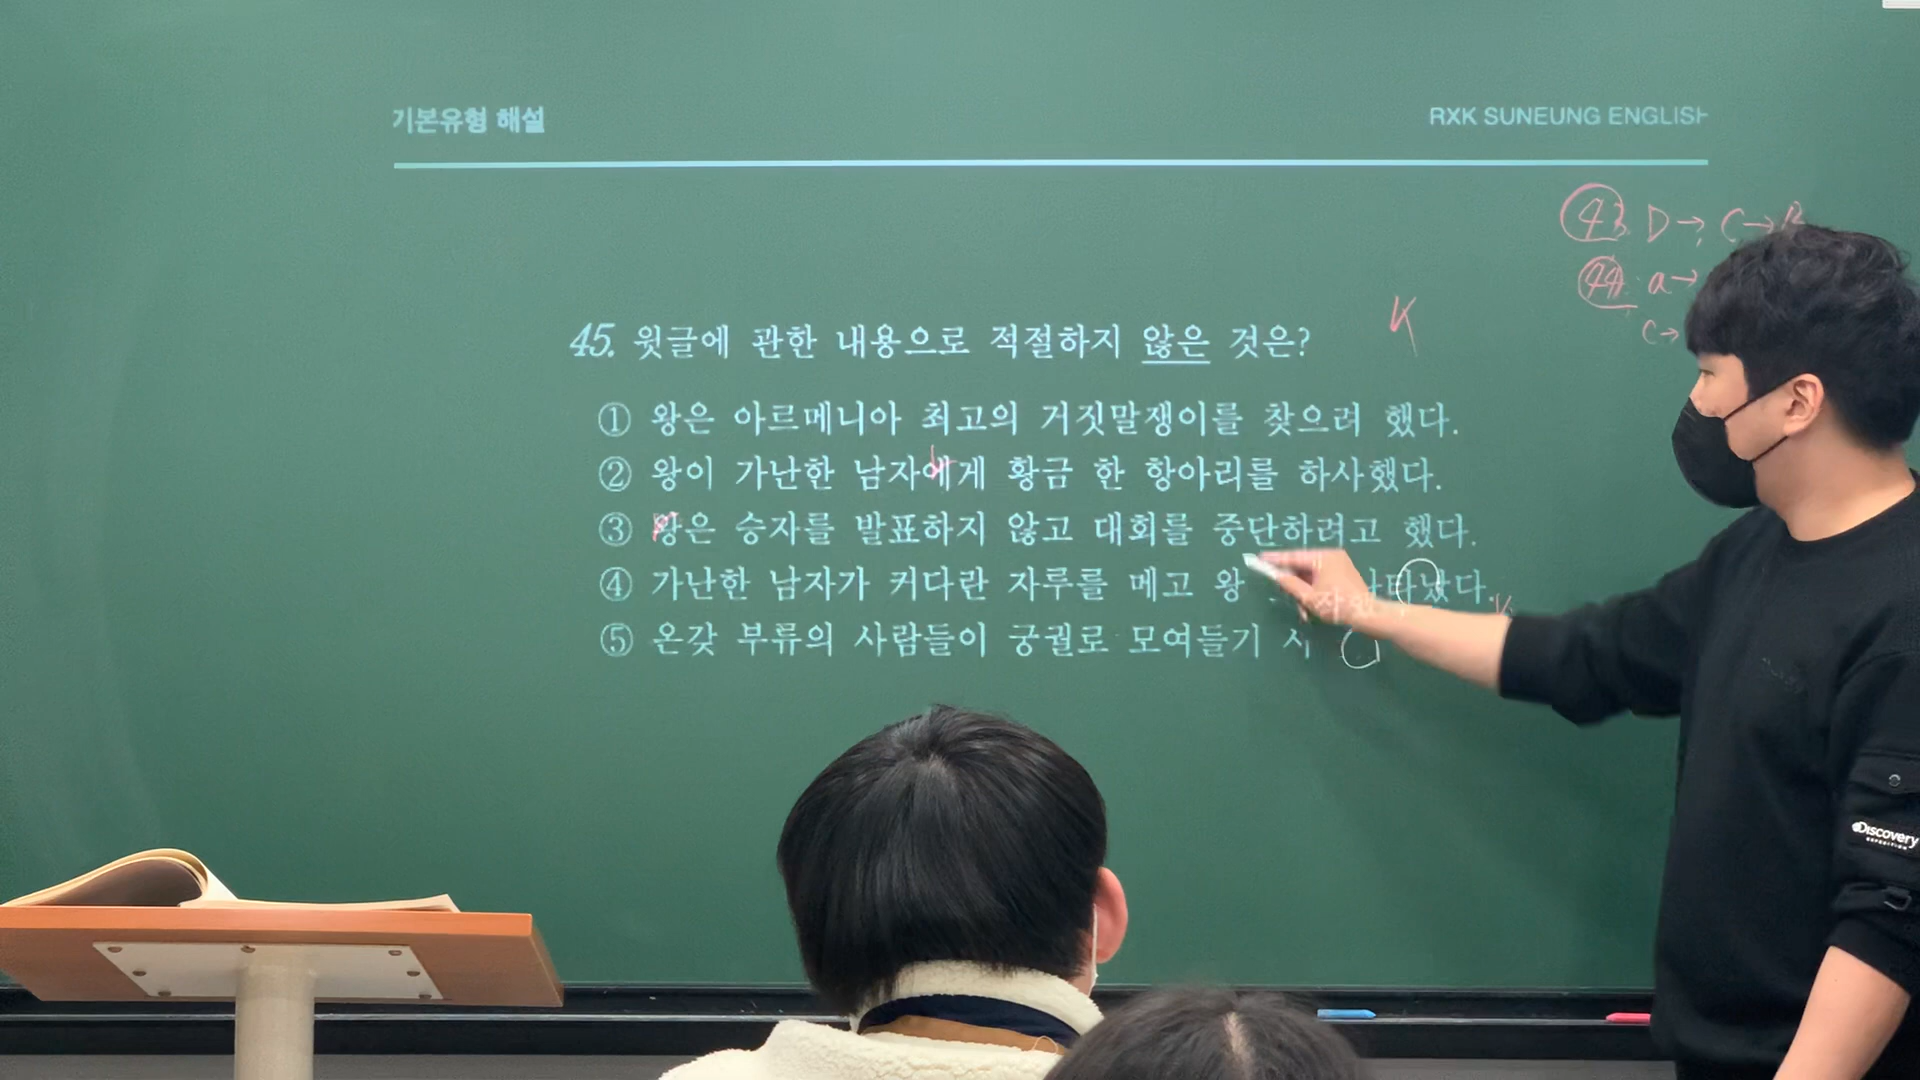 기본유형 해설
RXK SUNEUNG ENGLISH
43. D → C → B
44. a →
c →
K
45. 윗글에 관한 내용으로 적절하지 않은 것은?
① 왕은 아르메니아 최고의 거짓말쟁이를 찾으려 했다.
② 왕이 가난한 남자에게 황금 한 항아리를 하사했다.
③ 왕은 승자를 발표하지 않고 대회를 중단하려고 했다.
④ 가난한 남자가 커다란 자루를 메고 왕
⑤ 온갖 부류의 사람들이 궁궐로 모여들기
Discovery
EXPEDITION